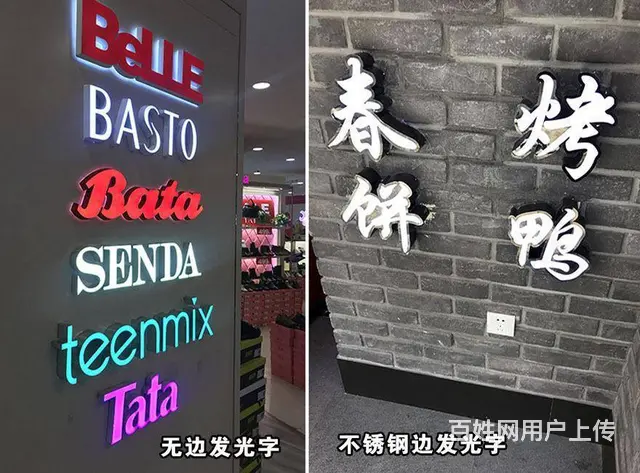 BeLLE
BASTO
Bata
SENDA
teenmix
Tata
无边发光字
春饼
烤鸭
不锈钢边发光字
百姓网用户上传